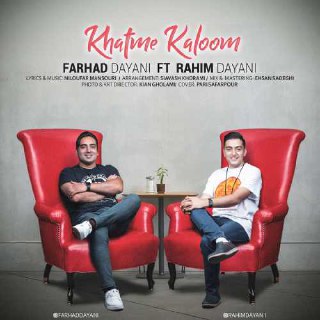 Khatme Kaloom
FARHAD DAYANI FT RAHIM DAYANI
LYRICS & MUSIC: NILOUFAR MANSOURI / ARRANGEMENT: SIAVASH KHORAMI / MIX & MASTERING: EHSAN SADEGHI
PHOTO & ART DIRECTOR: KIAN GHOLAMI COVER: PARISAFARPOUR
@FARHADDAYANI
@RAHIMDAYANI1